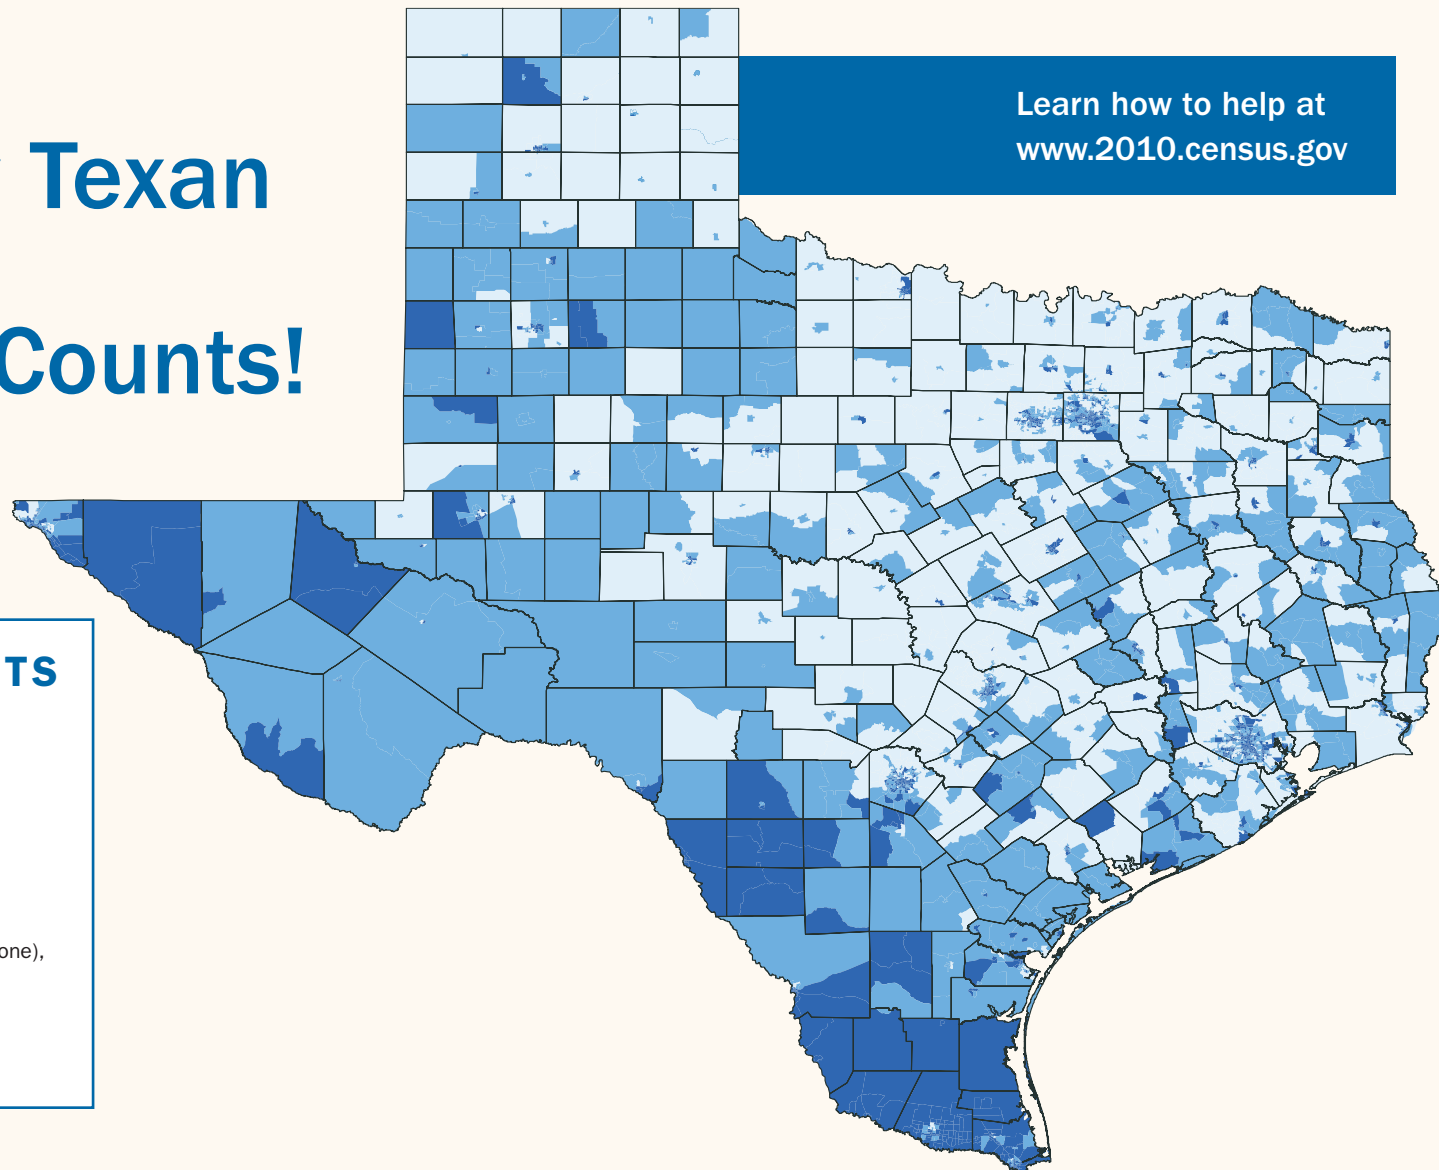 Texan
Counts!
Learn how to help at
www.2010.census.gov
TS
one),